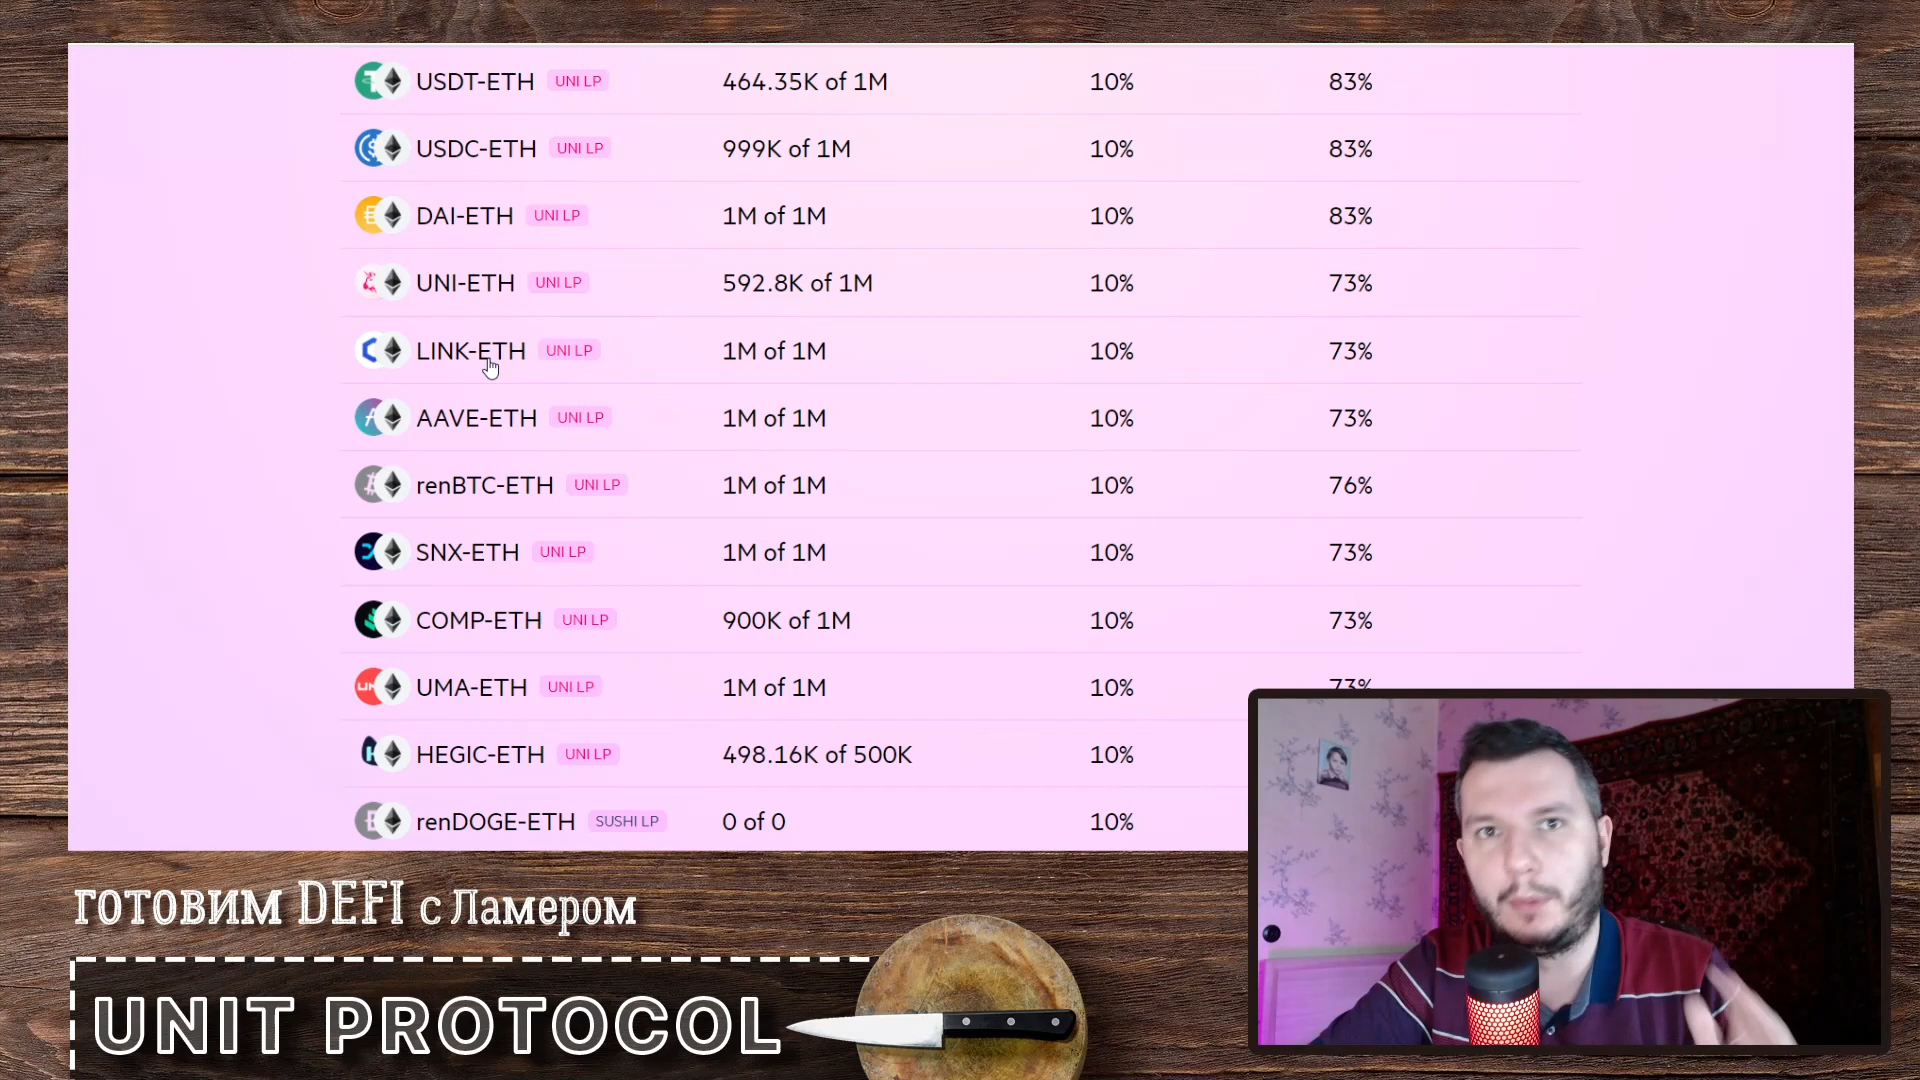 USDT-ETH UNI LP 464.35K of 1M 10% 83%
USDC-ETH UNI LP 999K of 1M 10% 83%
DAI-ETH UNI LP 1M of 1M 10% 83%
UNI-ETH UNI LP 592.8K of 1M 10% 73%
LINK-ETH UNI LP 1M of 1M 10% 73%
AAVE-ETH UNI LP 1M of 1M 10% 73%
renBTC-ETH UNI LP 1M of 1M 10% 76%
SNX-ETH UNI LP 1M of 1M 10% 73%
COMP-ETH UNI LP 900K of 1M 10% 73%
UMA-ETH UNI LP 1M of 1M 10% 73%
HEGIC-ETH UNI LP 498.16K of 500K 10%
renDOGE-ETH SUSHI LP 0 of 0 10%
готовим DEFI с Ламером
UNIT PROTOCOL